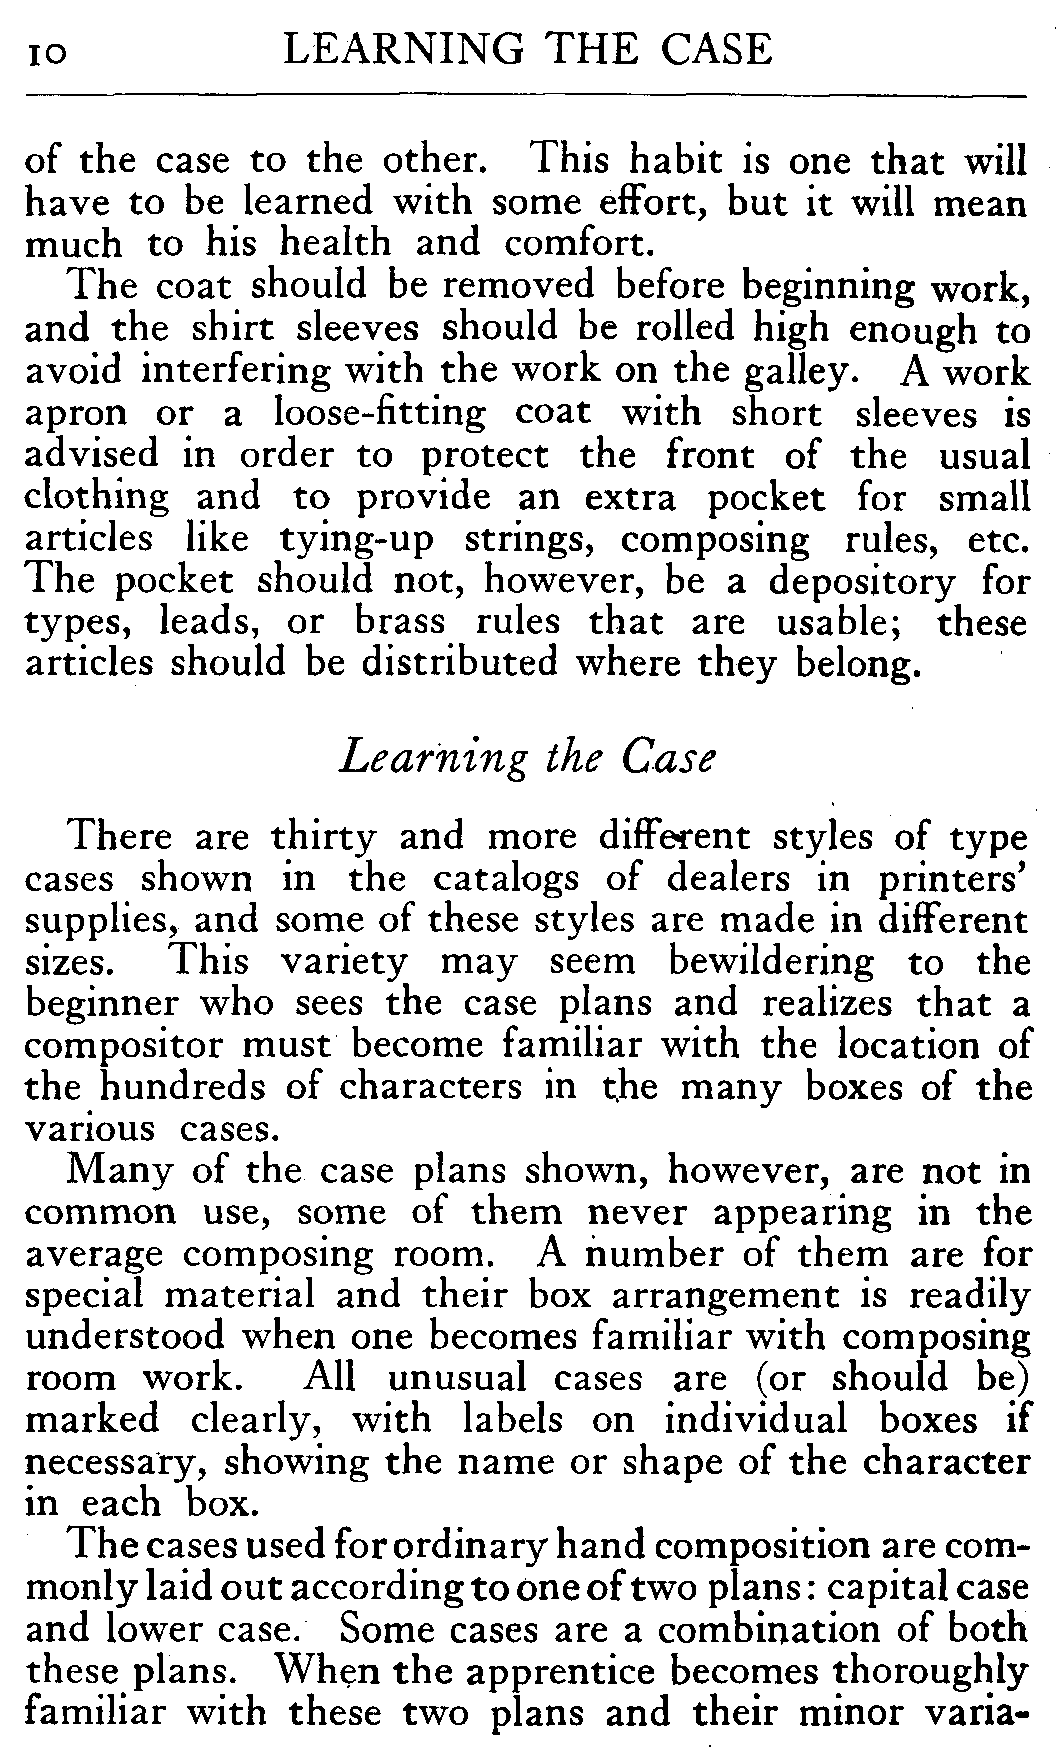 10 LEARNING THE CASE
of the case to the other. This habit is one that will
have to be learned with some effort, but it will mean
much to his health and comfort.
The coat should be removed before beginning work,
and the shirt sleeves should be rolled high enough to
avoid interfering with the work on the galley. A work
apron or a loose-fitting coat with short sleeves is
advised in order to protect the front of the usual
clothing and to provide an extra pocket for small
articles like tying-up strings, composing rules, etc.
The pocket should not, however, be a depository for
types, leads, or brass rules that are usable; these
articles should be distributed where they belong.
Learning the Case
There are thirty and more different styles of type
cases shown in the catalogs of dealers in printers'
supplies, and some of these styles are made in different
sizes. This variety may seem bewildering to the
beginner who sees the case plans and realizes that a
compositor must become familiar with the location of
the hundreds of characters in the many boxes of the
various cases.
Many of the case plans shown, however, are not in
common use, some of them never appearing in the
average composing room. A number of them are for
special material and their box arrangement is readily
understood when one becomes familiar with composing
room work. All unusual cases are (or should be)
marked clearly, with labels on individual boxes if
necessary, showing the name or shape of the character
in each box.
The cases used for ordinary hand composition are com-
monly laid out according to one of two plans: capital case
and lower case. Some cases are a combination of both
these plans. When the apprentice becomes thoroughly
familiar with these two plans and their minor varia-